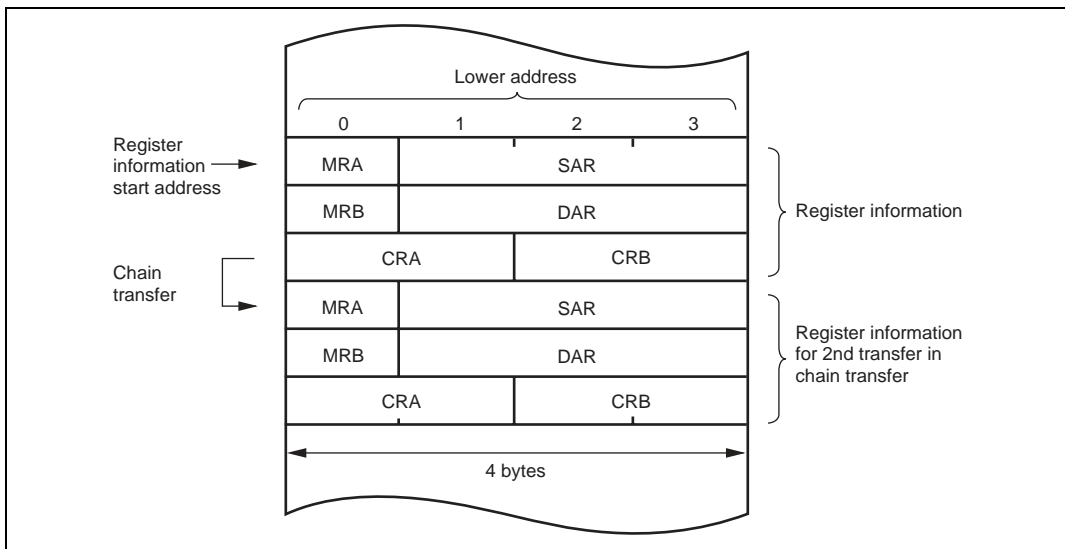 Lower address
0 1 2 3
Register
information
start address
MRA SAR
MRB DAR
Register information
CRA CRB
Chain
transfer
MRA SAR
MRB DAR
Register information
for 2nd transfer in
chain transfer
CRA CRB
4 bytes